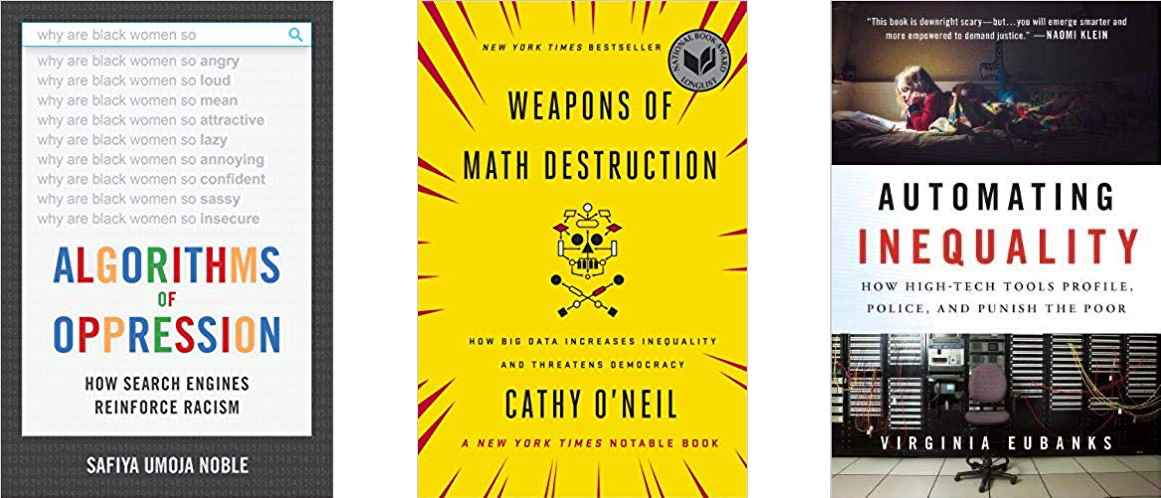 why are black women so
why are black women so angry
why are black women so loud
why are black women so mean
why are black women so attractive
why are black women so lazy
why are black women so annoying
why are black women so confident
why are black women so sassy
why are black women so insecure
ALGORITHMS
OF
OPPRESSION
HOW SEARCH ENGINES
REINFORCE RACISM
SAFIYA UMOJA NOBLE
NEW YORK TIMES BESTSELLER
NATIONAL BOOK AWARD
LONGLIST
WEAPONS OF
MATH DESTRUCTION
HOW BIG DATA INCREASES INEQUALITY
AND THREATENS DEMOCRACY
CATHY O'NEIL
A NEW YORK TIMES NOTABLE BOOK
"This book is downright scary—but...you will emerge smarter and
more empowered to demand justice." —NAOMI KLEIN
AUTOMATING
INEQUALITY
HOW HIGH-TECH TOOLS PROFILE,
POLICE, AND PUNISH THE POOR
VIRGINIA EUBANKS